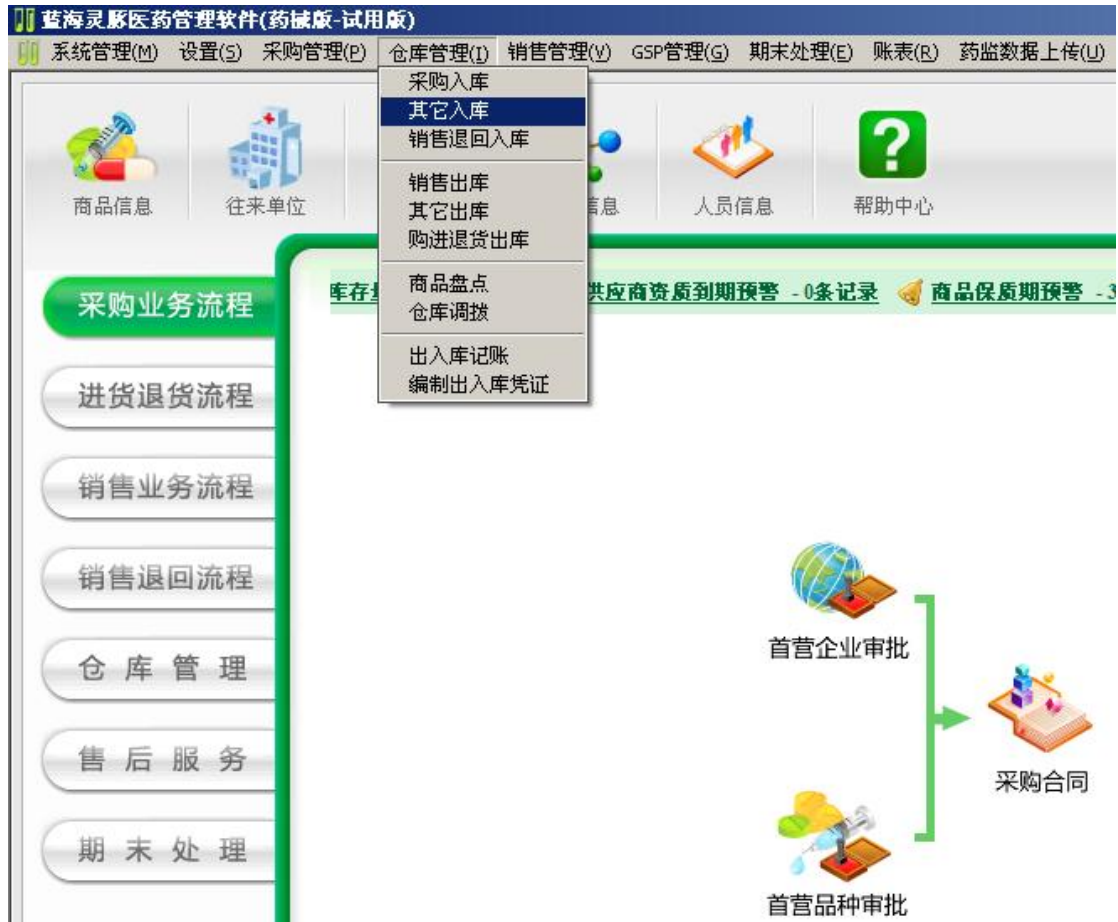 蓝海灵豚医药管理软件(药械版-试用版)
系统管理(M) 设置(S) 采购管理(P) 仓库管理(I) 销售管理(V) GSP管理(G) 期末处理(E) 账表(R) 药监数据上传(U)
采购入库
其它入库
销售退回入库
销售出库
其它出库
购进退货出库
商品盘点
仓库调拨
出入库记账
编制出入库凭证
商品信息 往来单位 信息 人员信息 帮助中心
库存 供应商资质到期预警 - 0条记录 商品保质期预警 - 3
采购业务流程
进货退货流程
销售业务流程
销售退回流程
仓库管理
售后服务
期末处理
首营企业审批
采购合同
首营品种审批